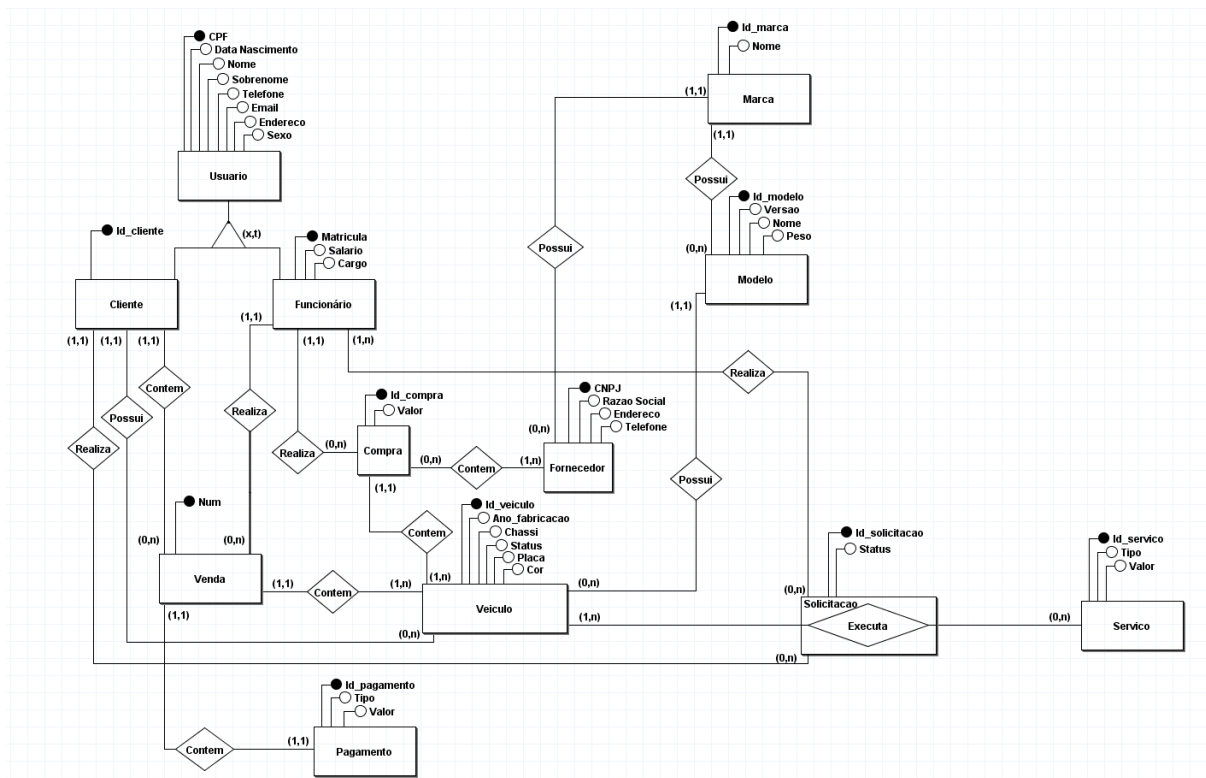 CPF
Data Nascimento
Nome
Sobrenome
Telefone
Email
Endereco
Sexo
Usuario
Id_marca
Nome
Marca
(1,1)
(1,1)
Possui
Id_modelo
Versao
Nome
Peso
(0,n)
Modelo
(1,1)
Possui
(x,t)
Id_cliente
Cliente
Matricula
Salario
Cargo
Funcionário
(1,1)
(1,1)
(1,1)
(1,1)
(1,1)
(1,n)
Contem
Possui
Realiza
Realiza
Realiza
Realiza
Id_compra
Valor
Compra
(0,n)
(0,n)
(1,1)
Contem
(1,n)
CNPJ
Razao Social
Endereco
Telefone
(0,n)
Fornecedor
Possui
Num
(0,n)
(0,n)
Venda
(1,1)
(1,1)
Contem
(1,n)
Contem
(1,n)
Id_veiculo
Ano_fabricacao
Chassi
Status
Placa
Cor
Veiculo
(0,n)
(1,n)
(0,n)
Id_solicitacao
Status
(0,n)
Solicitacao
Executa
(0,n)
(0,n)
Id_servico
Tipo
Valor
Servico
Id_pagamento
Tipo
Valor
Contem
(1,1)
Pagamento